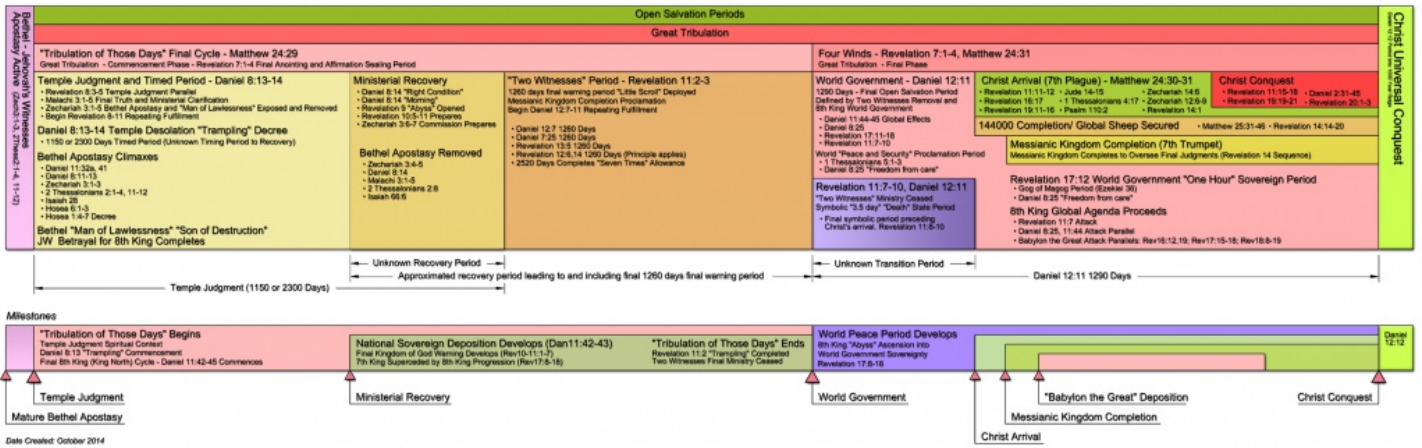 Bethel - Jehovah's Witnesses
Apostasy Active
Open Salvation Periods
Great Tribulation
"Tribulation of Those Days" Final Cycle - Matthew 24:29
Great Tribulation - Commencement Phase - Revelation 7:1-4 Final Anointing and Affirmation Sealing Period
Four Winds - Revelation 7:1-4, Matthew 24:31
Great Tribulation - Final Phase
Temple Judgment and Timed Period - Daniel 8:13-14
• Revelation 8:3-5 Temple Judgment Parallel
• Malachi 3:1-5 Final Truth and Ministerial Clarification
• Zechariah 3:1-5 Bethel Apostasy and "Man of Lawlessness" Exposed and Removed
• Begin Revelation 8-11 Repeating Fulfillment
Daniel 8:13-14 Temple Desolation "Trampling" Decree
• 1150 or 2300 Days Timed Period (Unknown Timing Period to Recovery)
Bethel Apostasy Climaxes
• Daniel 11:32a, 41
• Daniel 8:11-13
• Zechariah 3:1-3
• 2 Thessalonians 2:1-4, 11-12
• Isaiah 28
• Hosea 6:1-3
• Hosea 1:4-7 Decree
Bethel "Man of Lawlessness" "Son of Destruction"
JW Betrayal for 8th King Completes
Ministerial Recovery
• Daniel 8:14 "Right Condition"
• Daniel 8:14 "Morning"
• Revelation 9 "Abyss" Opened
• Revelation 10:5-11 Prepares
• Zechariah 3:6-7 Commission Prepares
Bethel Apostasy Removed
• Zechariah 3:4-5
• Daniel 8:14
• Malachi 3:1-5
• 2 Thessalonians 2:8
• Isaiah 66:6
"Two Witnesses" Period - Revelation 11:2-3
1260 days final warning period "Little Scroll" Deployed
Messianic Kingdom Completion Proclamation
Begin Daniel 12:7-11 Repeating Fulfillment
• Daniel 12:7 1260 Days
• Daniel 7:25 1260 Days
• Revelation 13:5 1260 Days
• Revelation 12:6,14 1260 Days (Principle applies)
• 2520 Days Completes "Seven Times" Allowance
World Government - Daniel 12:11
1290 Days - Final Open Salvation Period
Defined by Two Witnesses Removal and
8th King World Government
• Daniel 11:44-45 Global Effects
• Daniel 8:25
• Revelation 17:11-18
• Revelation 11:7-10
World "Peace and Security" Proclamation Period
• 1 Thessalonians 5:1-3
• Daniel 8:25 "Freedom from care"
Revelation 11:7-10, Daniel 12:11
"Two Witnesses" Ministry Ceased
Symbolic "3.5 day" "Death" State Period
• Final symbolic period preceding
Christ's arrival, Revelation 11:8-10
Christ Arrival (7th Plague) - Matthew 24:30-31
• Revelation 11:11-12 • Jude 14-15 • Zechariah 14:6
• Revelation 16:17 • 1 Thessalonians 4:17 • Zechariah 12:6-9
• Revelation 19:11-16 • Psalm 110:2 • Revelation 14:1
Christ Conquest
• Revelation 11:15-18 • Daniel 2:31-45
• Revelation 19:19-21 • Revelation 20:1-3
144000 Completion/ Global Sheep Secured • Matthew 25:31-46 • Revelation 14:14-20
Messianic Kingdom Completion (7th Trumpet)
Messianic Kingdom Completes to Oversee Final Judgments (Revelation 14 Sequence)
Revelation 17:12 World Government "One Hour" Sovereign Period
• Gog of Magog Period (Ezekiel 38)
• Daniel 8:25 "Freedom from care"
8th King Global Agenda Proceeds
• Revelation 11:7 Attack
• Daniel 8:25, 11:44 Attack Parallel
• Babylon the Great Attack Parallels: Rev16:12,19; Rev17:15-18; Rev18:8-19
Christ Universal Conquest
Unknown Recovery Period
Unknown Transition Period
Approximated recovery period leading to and including final 1260 days final warning period
Daniel 12:11 1290 Days
Temple Judgment (1150 or 2300 Days)
Milestones
"Tribulation of Those Days" Begins
Temple Judgment Spiritual Context
Daniel 8:13 "Trampling" Commencement
Final 8th King (King North) Cycle - Daniel 11:42-45 Commences
National Sovereign Deposition Develops (Dan11:42-43)
Final Kingdom of God Warning Develops (Rev10-11:1-7)
7th King Superceded by 8th King Progression (Rev17:8-18)
"Tribulation of Those Days" Ends
Revelation 11:2 "Trampling" Completed
Two Witnesses Final Ministry Ceased
World Peace Period Develops
8th King "Abyss" Ascension into
World Government Sovereignty
Revelation 17:8-18
Daniel
12:12
Temple Judgment
Ministerial Recovery
World Government
"Babylon the Great" Deposition
Christ Conquest
Mature Bethel Apostasy
Messianic Kingdom Completion
Christ Arrival
Date Created: October 2014